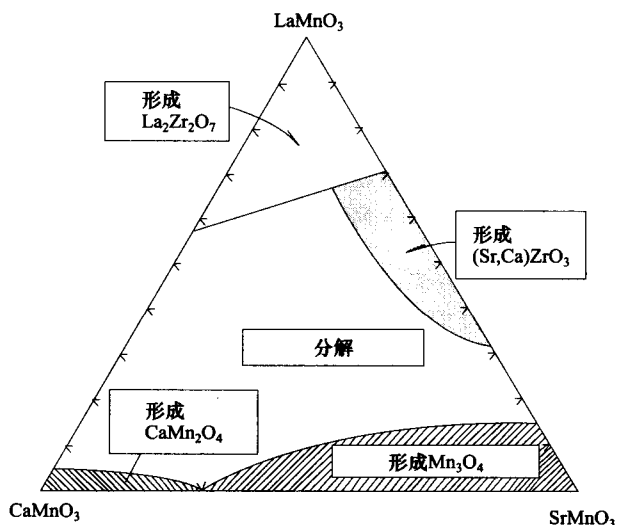 LaMnO₃
形成
La₂Zr₂O₇
形成
(Sr,Ca)ZrO₃
分解
形成
CaMn₂O₄
形成Mn₃O₄
CaMnO₃
SrMnO₃